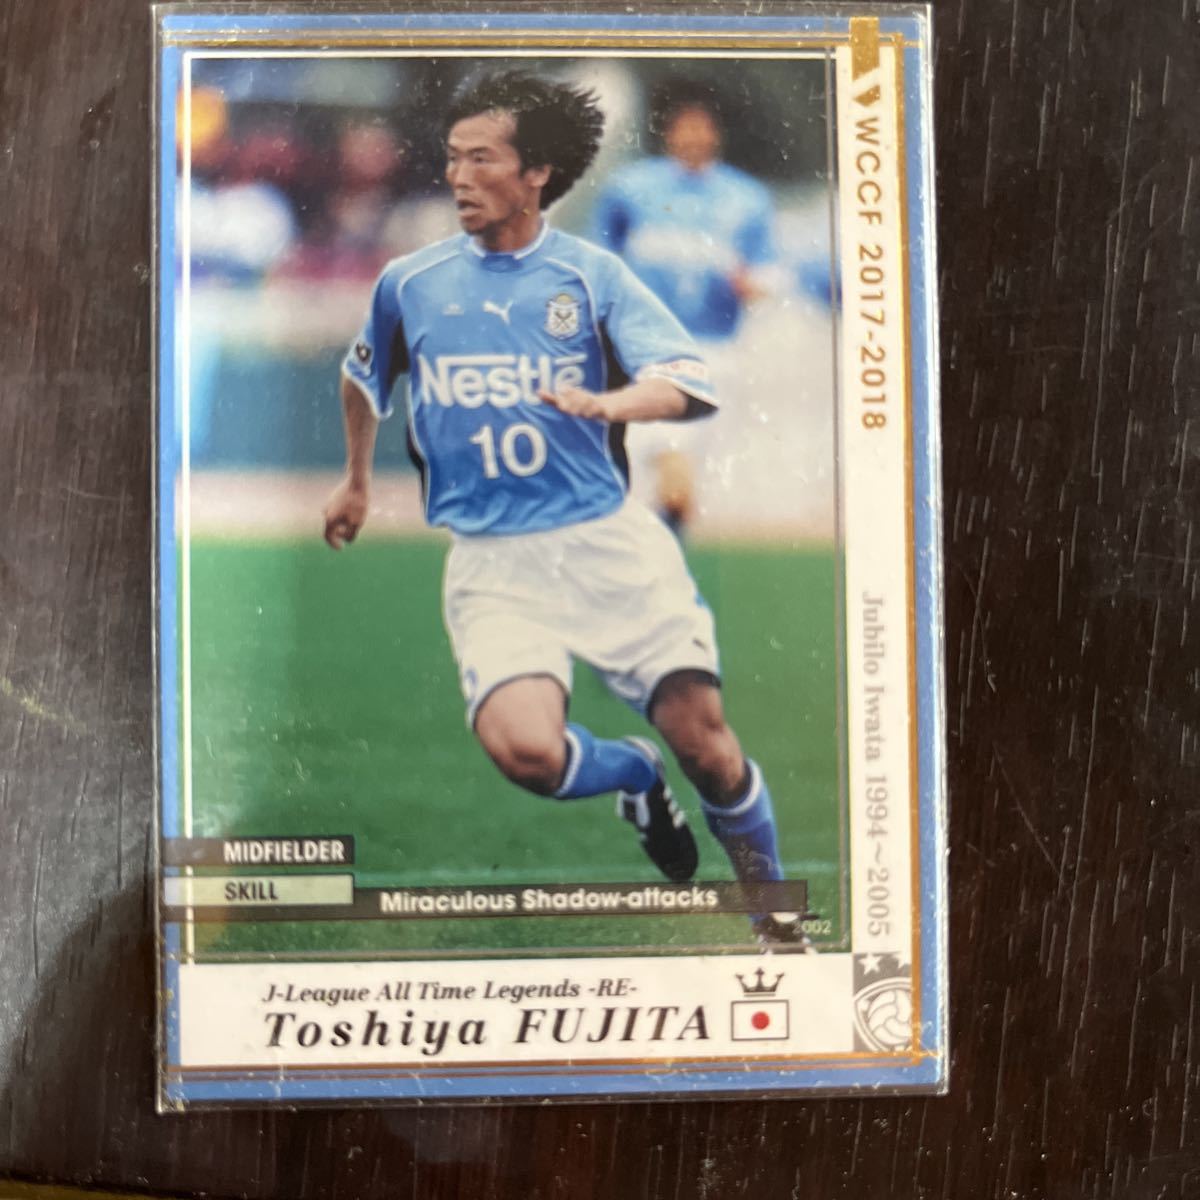 WCCF 2017-2018
Jubilo Iwata 1994~2005
Nestlé
10
MIDFIELDER
SKILL
Miraculous Shadow-attacks
2002
J-League All Time Legends -RE-
Toshiya FUJITA